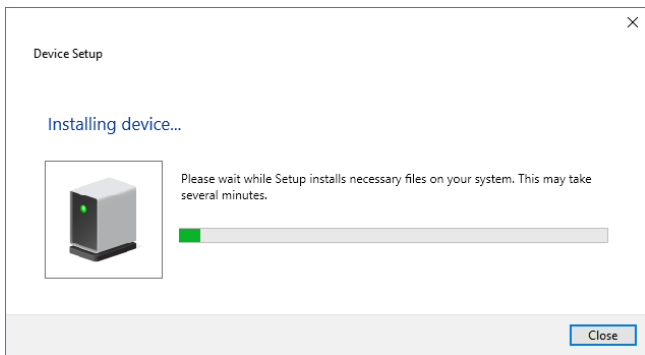 Device Setup
Installing device...
Please wait while Setup installs necessary files on your system. This may take
several minutes.
Close